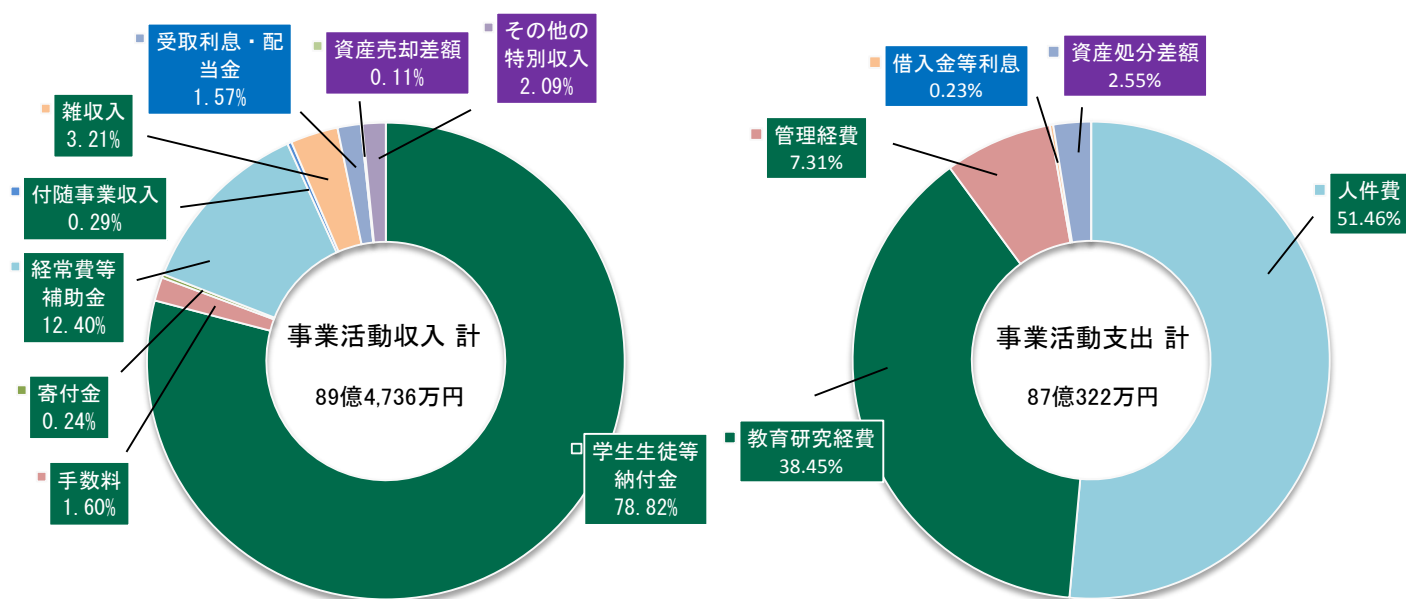 受取利息・配
当金
1.57%
資産売却差額
0.11%
その他の
特別収入
2.09%
雑収入
3.21%
付随事業収入
0.29%
経常費等
補助金
12.40%
寄付金
0.24%
手数料
1.60%
学生生徒等
納付金
78.82%
事業活動収入 計
89億4,736万円
借入金等利息
0.23%
資産処分差額
2.55%
管理経費
7.31%
人件費
51.46%
教育研究経費
38.45%
事業活動支出 計
87億322万円